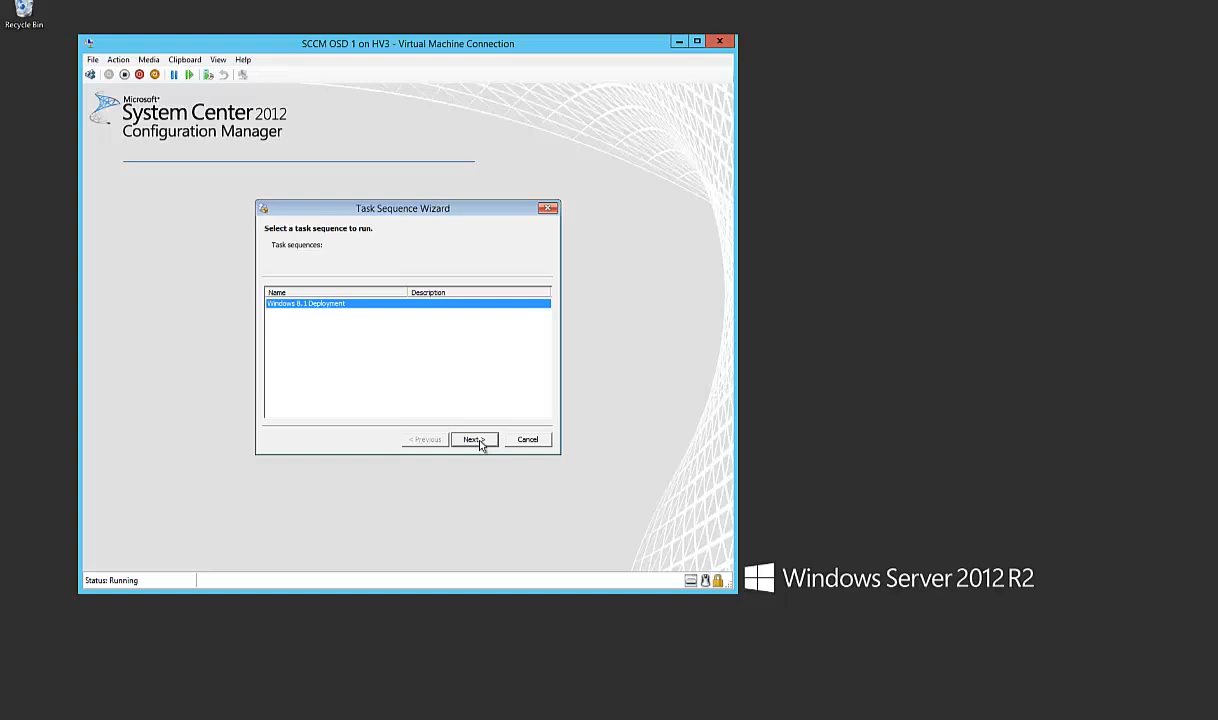 Recycle Bin
SCCM OSD 1 on HV3 - Virtual Machine Connection
File Action Media Clipboard View Help
Microsoft
System Center 2012
Configuration Manager
Task Sequence Wizard
Select a task sequence to run.
Task sequences:
Name Description
Windows 8.1 Deployment
< Previous Next > Cancel
Status: Running
Windows Server 2012 R2